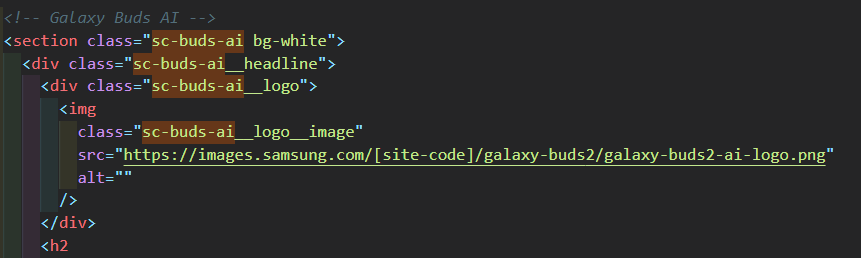 <!-- Galaxy Buds AI -->
<section class="sc-buds-ai bg-white">
<div class="sc-buds-ai__headline">
<div class="sc-buds-ai__logo">
<img
class="sc-buds-ai__logo__image"
src="https://images.samsung.com/[site-code]/galaxy-buds2/galaxy-buds2-ai-logo.png"
alt=""
/>
</div>
<h2